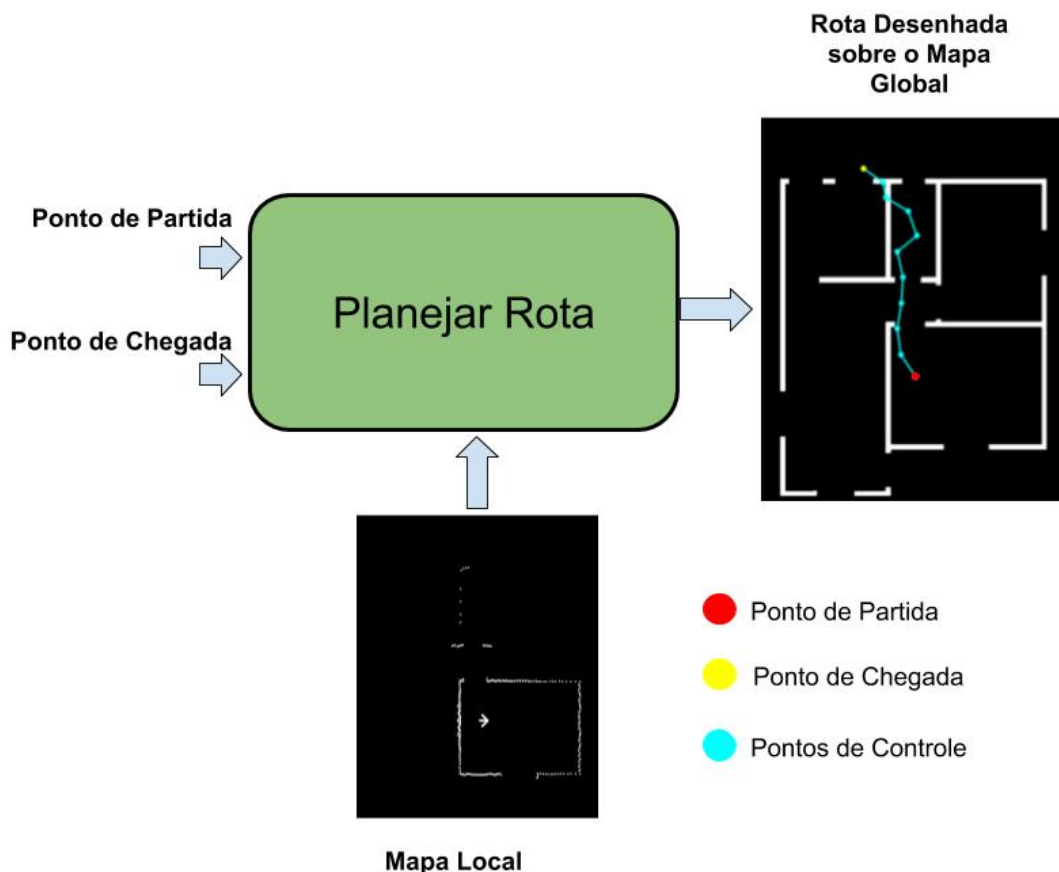 Rota Desenhada
sobre o Mapa
Global
Ponto de Partida
Planejar Rota
Ponto de Chegada
Ponto de Partida
Ponto de Chegada
Pontos de Controle
Mapa Local